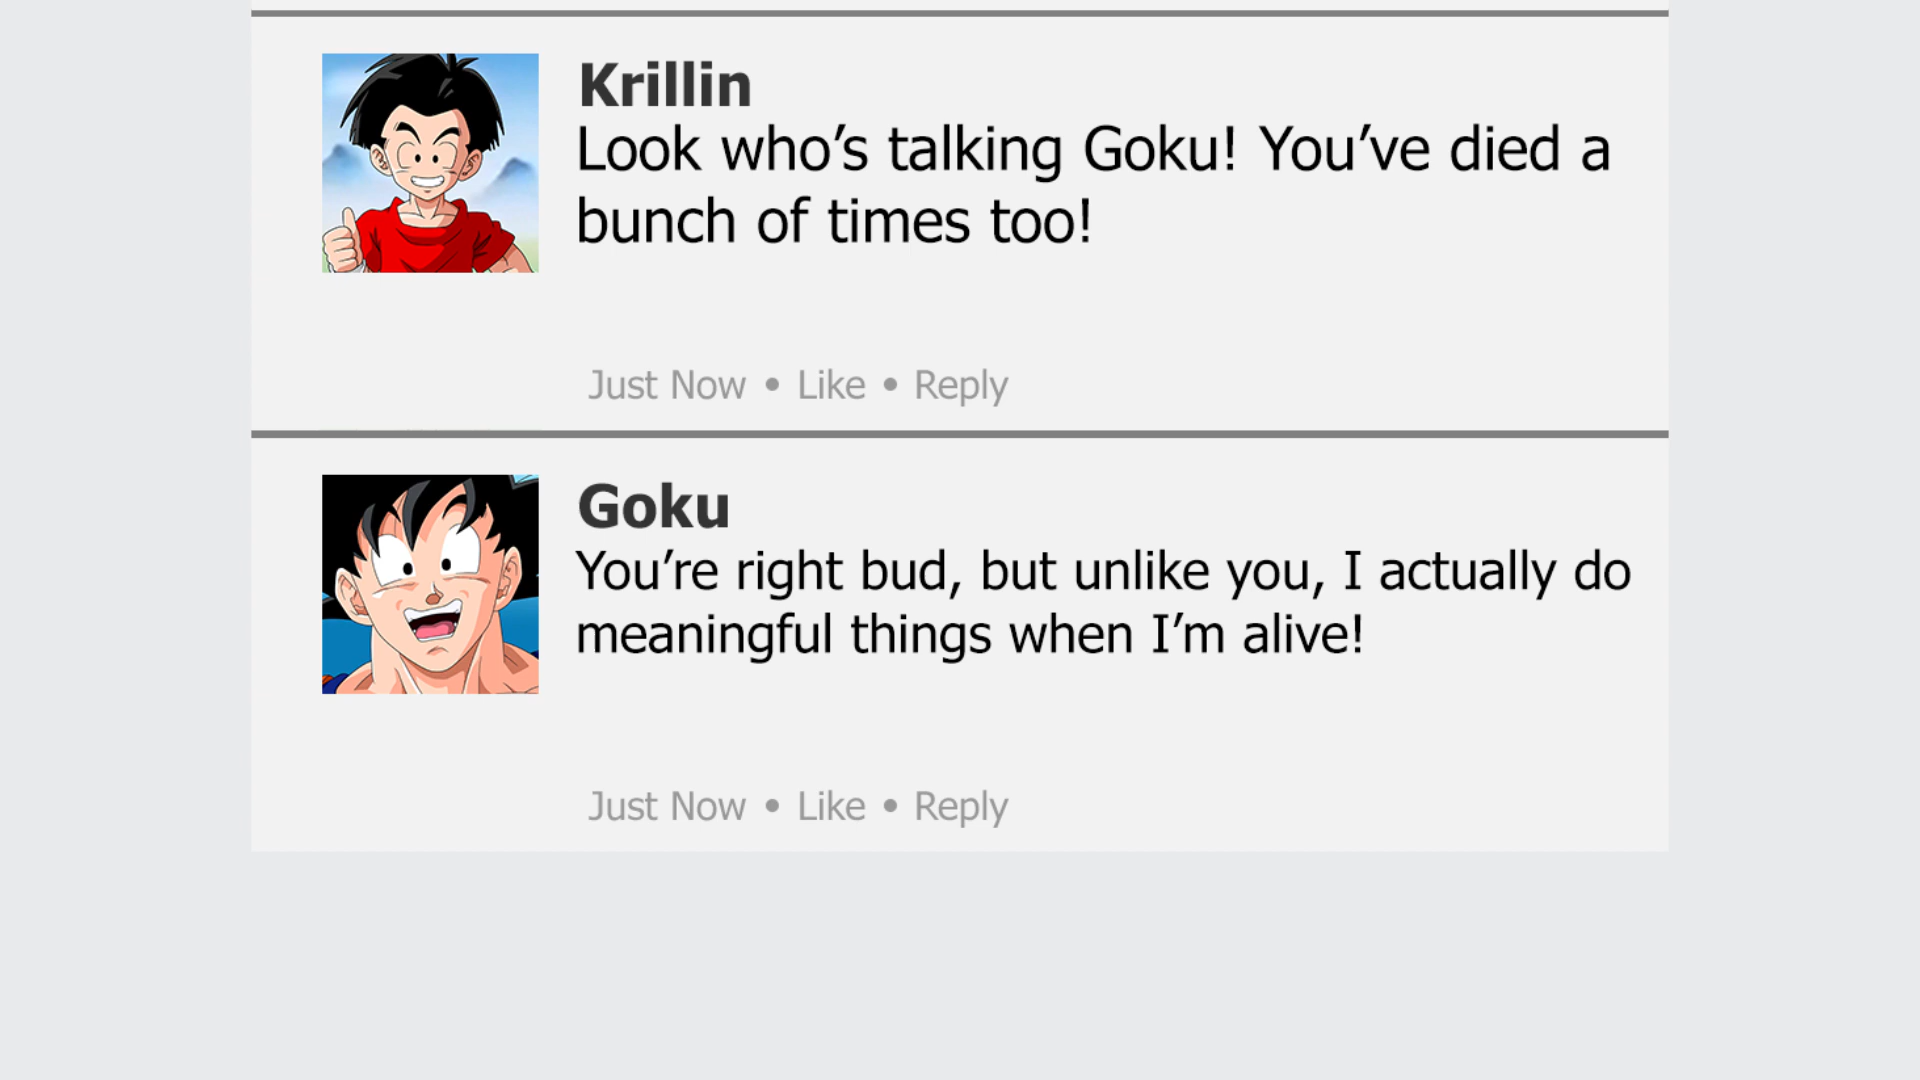 Krillin
Look who’s talking Goku! You’ve died a
bunch of times too!
Just Now • Like • Reply
Goku
You’re right bud, but unlike you, I actually do
meaningful things when I’m alive!
Just Now • Like • Reply